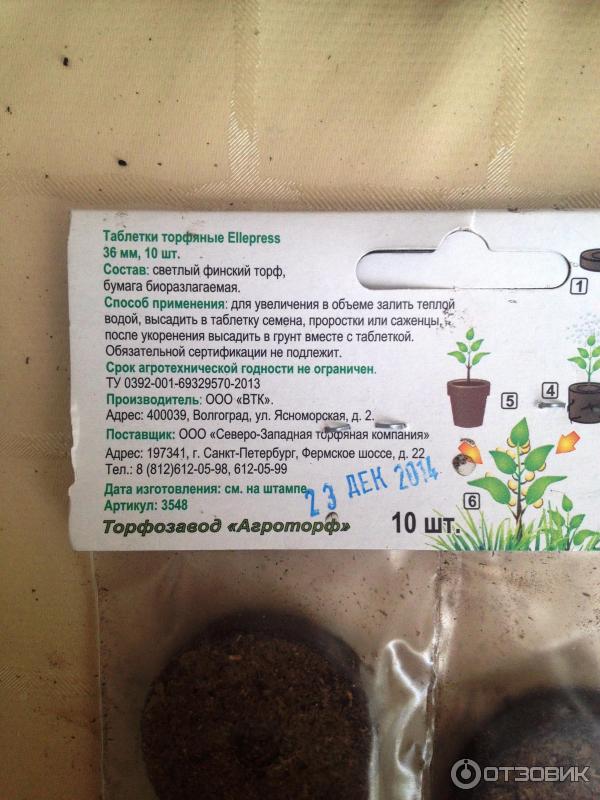 Таблетки торфяные Ellepress
36 мм, 10 шт.
Состав: светлый финский торф,
бумага биоразлагаемая.
Способ применения: для увеличения в объеме залить теплой
водой, высадить в таблетку семена, проростки или саженцы,
после укоренения высадить в грунт вместе с таблеткой.
Обязательной сертификации не подлежит.
Срок агротехнической годности не ограничен.
ТУ 0392-001-69329570-2013
Производитель: ООО «ВТК».
Адрес: 400039, Волгоград, ул. Ясноморская, д. 2.
Поставщик: ООО «Северо-Западная торфяная компания»
Адрес: 197341, г. Санкт-Петербург, Фермское шоссе, д. 22
Тел.: 8 (812)612-05-98, 612-05-99
Дата изготовления: см. на штампе
23 ДЕК 2014
Артикул: 3548
Торфозавод «Агроторф»
10 шт.
1
5
4
6
ОТЗОВИК